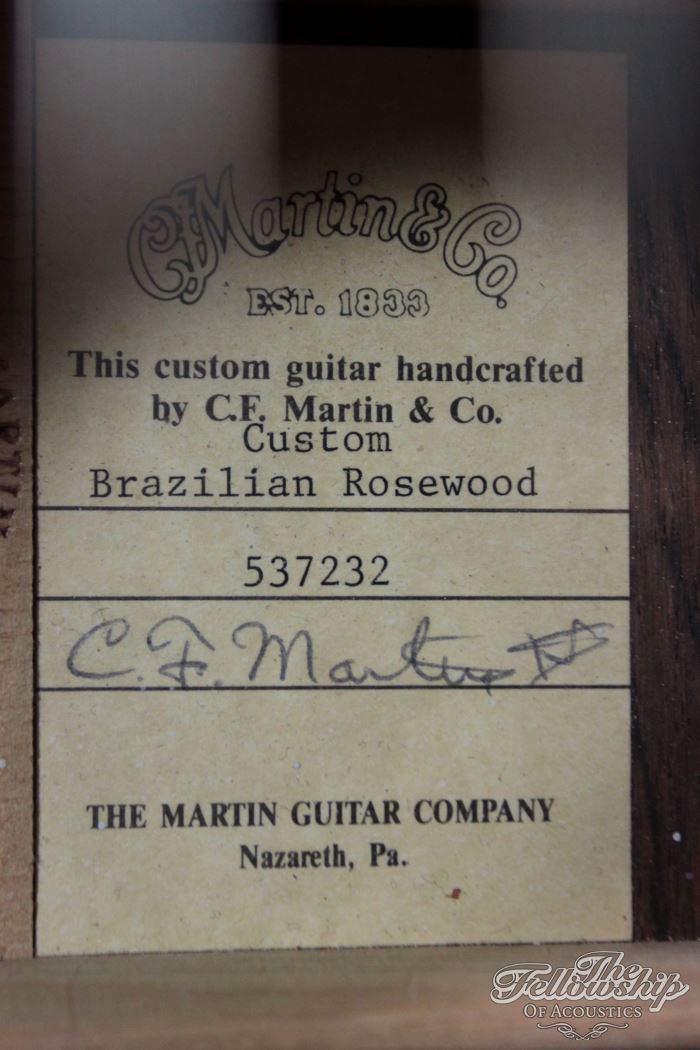 CFMartin & Co.
EST. 1833
This custom guitar handcrafted
by C.F. Martin & Co.
Custom
Brazilian Rosewood
537232
C. F. Martin IV
THE MARTIN GUITAR COMPANY
Nazareth, Pa.
The
Fellowship
OF ACOUSTICS